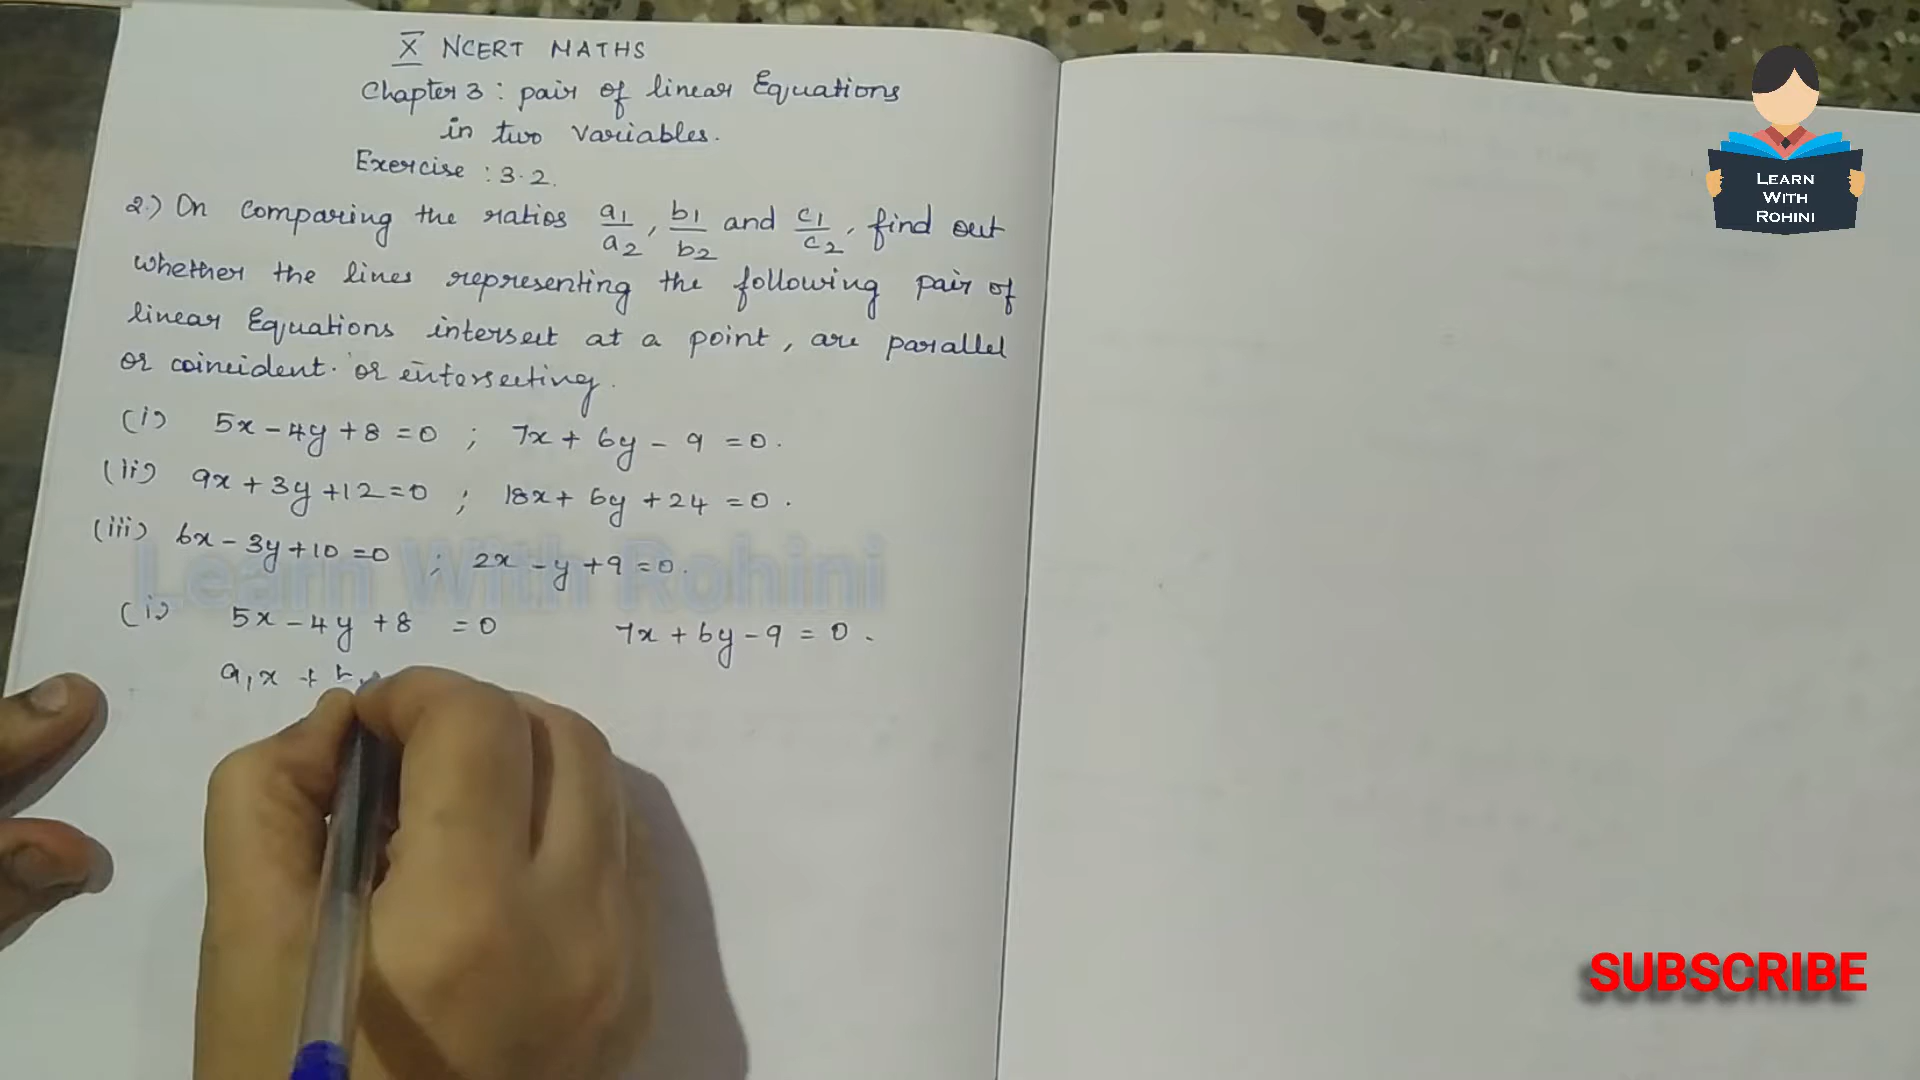 X NCERT MATHS
Chapter 3 : pair of linear Equations
in two variables.
Exercise : 3.2.
2.) On comparing the ratios a1/a2, b1/b2 and c1/c2, find out
whether the lines representing the following pair of
linear Equations intersect at a point, are parallel
or coincident. or intersecting.
(i) 5x - 4y + 8 = 0 ; 7x + 6y - 9 = 0.
(ii) 9x + 3y + 12 = 0 ; 18x + 6y + 24 = 0.
(iii) 6x - 3y + 10 = 0 ; 2x - y + 9 = 0.
Learn With Rohini
(i) 5x - 4y + 8 = 0 7x + 6y - 9 = 0.
a1x +
LEARN
WITH
ROHINI
SUBSCRIBE